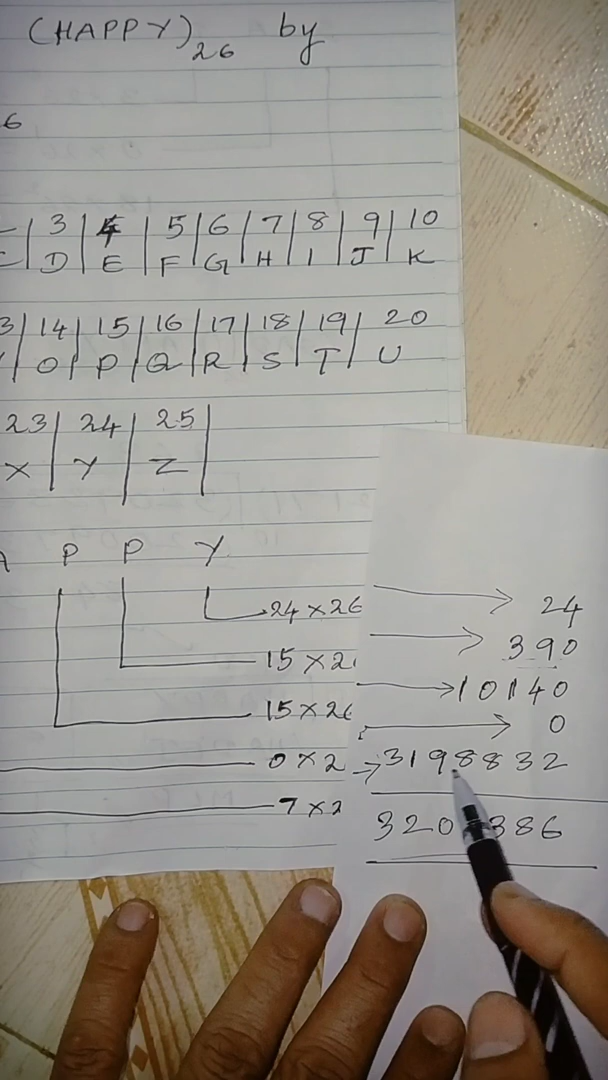 (HAPPY)26 by
6
3 4 5 6 7 8 9 10
D E F G H I J K
3 14 15 16 17 18 19 20
O P Q R S T U
23 24 25
X Y Z
A P P Y
24 × 26 → 24
15 × 2 → 390
15 × 26 → 10140
0 × 2 → 0
7 × 2 → 3198832
320 386